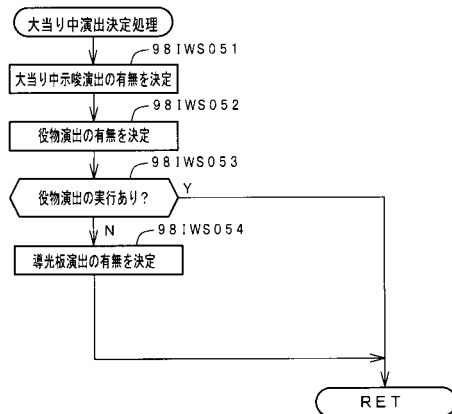 大当り中演出決定処理
98IWS051
大当り中示唆演出の有無を決定
98IWS052
役物演出の有無を決定
98IWS053
役物演出の実行あり？
Y
N
98IWS054
導光板演出の有無を決定
RET